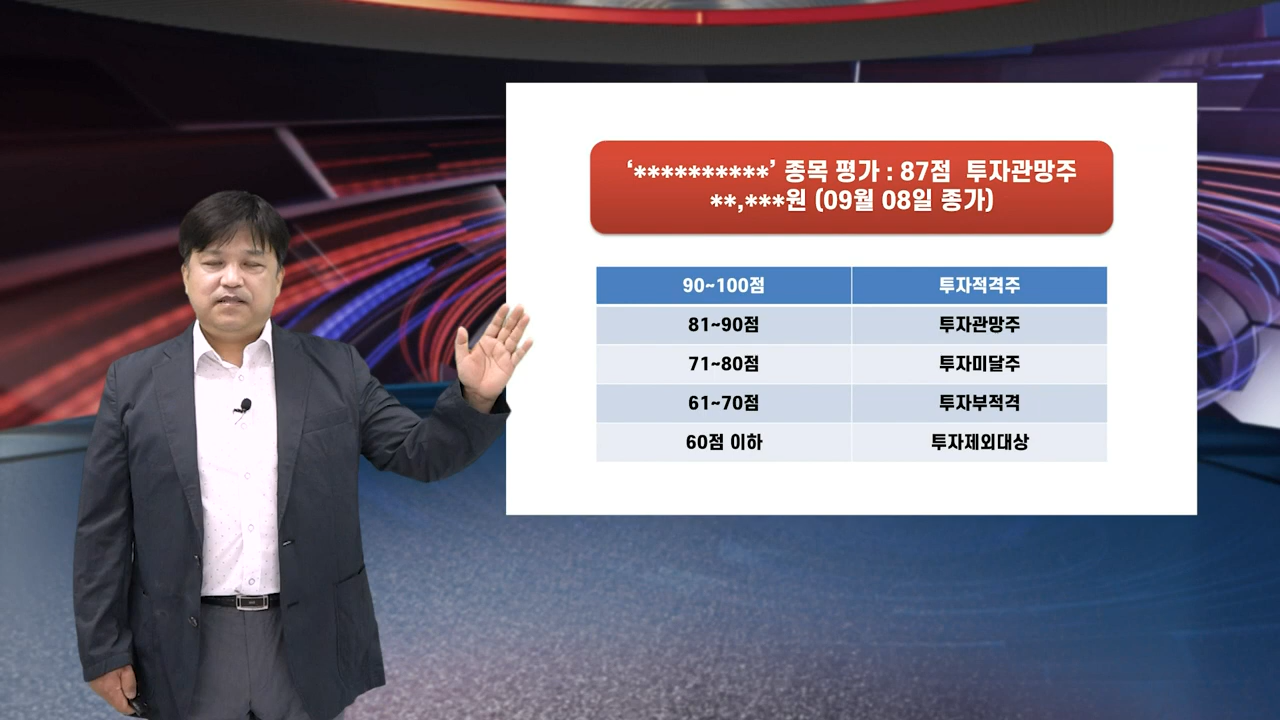 ‘**********’ 종목 평가 : 87점 투자관망주
**,***원 (09월 08일 종가)
90~100점 투자적격주
81~90점 투자관망주
71~80점 투자미달주
61~70점 투자부적격
60점 이하 투자제외대상